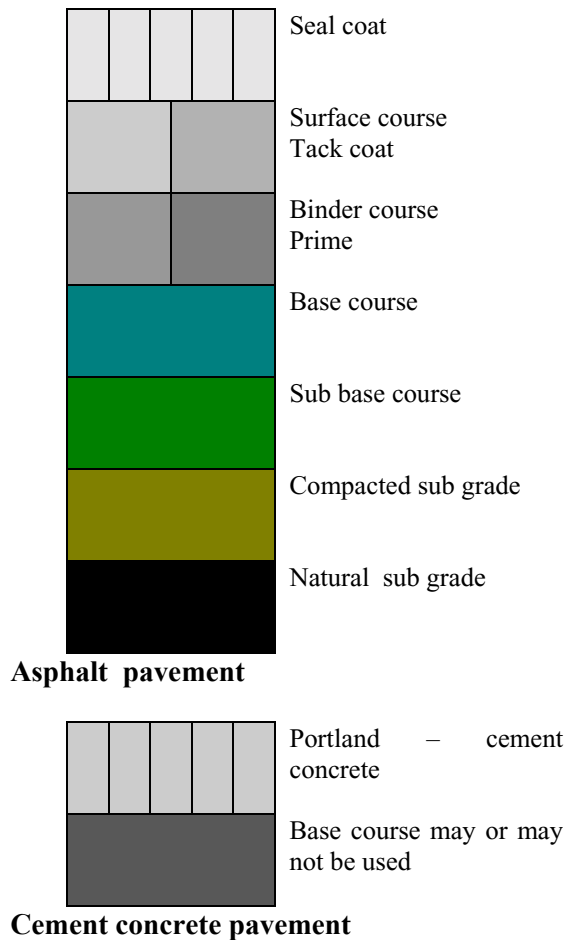 Seal coat
Surface course
Tack coat
Binder course
Prime
Base course
Sub base course
Compacted sub grade
Natural sub grade
Asphalt pavement
Portland – cement
concrete
Base course may or may
not be used
Cement concrete pavement